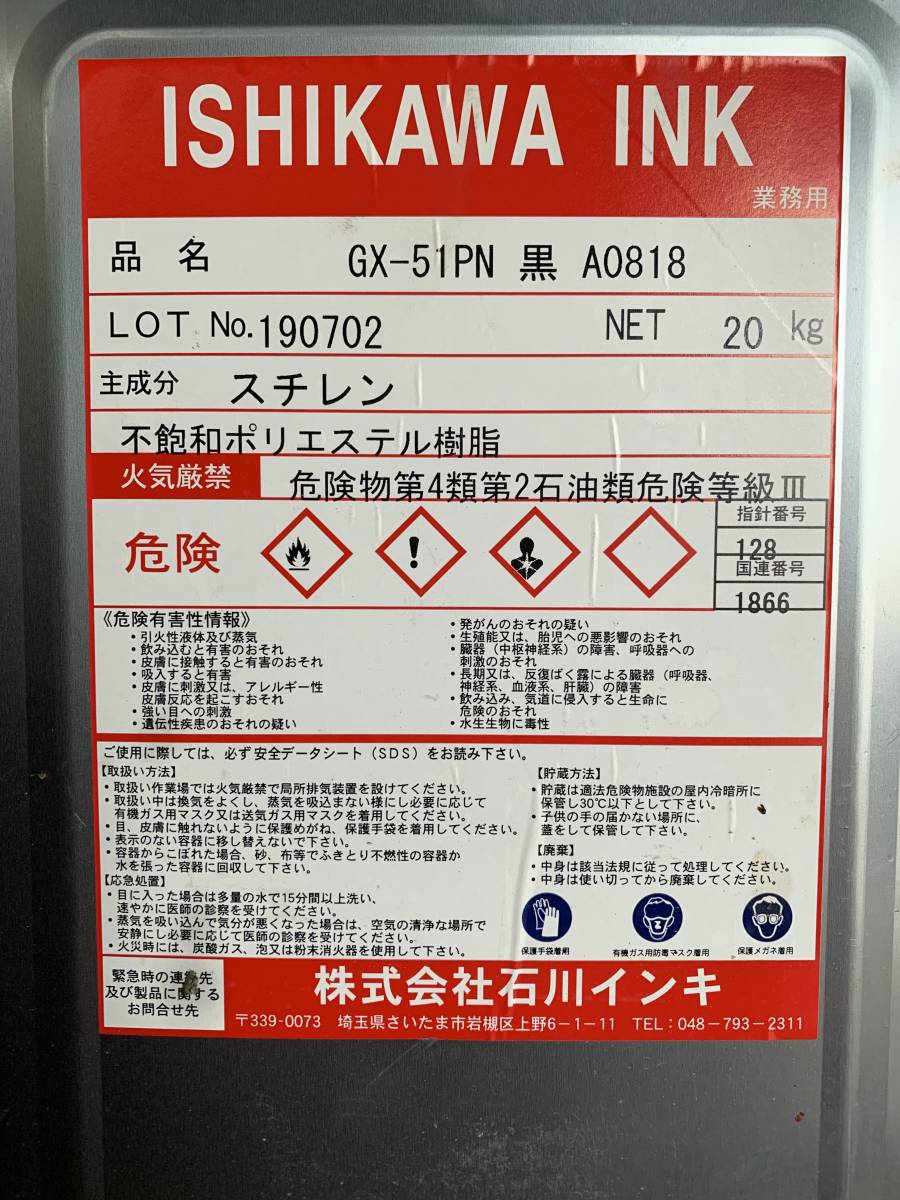 ISHIKAWA INK
業務用
品 名 GX-51PN 黒 A0818
LOT No.190702 NET 20 kg
主成分 スチレン
不飽和ポリエステル樹脂
火気厳禁 危険物第4類第2石油類危険等級Ⅲ
危険
指針番号
128
国連番号
1866
《危険有害性情報》
・引火性液体及び蒸気
・飲み込むと有害のおそれ
・皮膚に接触すると有害のおそれ
・吸入すると有害
・皮膚に刺激又は、アレルギー性
皮膚反応を起こすおそれ
・強い目への刺激
・遺伝性疾患のおそれの疑い
・発がんのおそれの疑い
・生殖能又は、胎児への悪影響のおそれ
・臓器（中枢神経系）の障害、呼吸器への
刺激のおそれ
・長期又は、反復ばく露による臓器（呼吸器、
神経系、血液系、肝臓）の障害
・飲み込み、気道に侵入すると生命に
危険のおそれ
・水生生物に毒性
ご使用に際しては、必ず安全データシート（SDS）をお読み下さい。
【取扱い方法】
・取扱い作業場では火気厳禁で局所排気装置を設けてください。
・取扱い中は換気をよくし、蒸気を吸込まない様にし必要に応じて
有機ガス用マスク又は送気ガス用マスクを着用してください。
・目、皮膚に触れないように保護めがね、保護手袋を着用してください。
・表示のない容器に移し替えないで下さい。
・容器からこぼれた場合、砂、布等でふきとり不燃性の容器か
水を張った容器に回収して下さい。
【応急処置】
・目に入った場合は多量の水で15分間以上洗い、
速やかに医師の診察を受けてください。
・蒸気を吸い込んで気分が悪くなった場合は、空気の清浄な場所で
安静にし必要に応じて医師の診察を受けてください。
・火災時には、炭酸ガス、泡又は粉末消火器を使用して下さい。
【貯蔵方法】
・貯蔵は適法危険物施設の屋内冷暗所に
保管し30℃以下として下さい。
・子供の手の届かない場所に、
蓋をして保管して下さい。
【廃棄】
・中身は該当法規に従って処理してください。
・中身は使い切ってから廃棄してください。
保護手袋着用
有機ガス用防毒マスク着用
保護メガネ着用
緊急時の連絡先
及び製品に関する
お問合せ先
株式会社石川インキ
〒339-0073 埼玉県さいたま市岩槻区上野6-1-11 TEL：048-793-2311